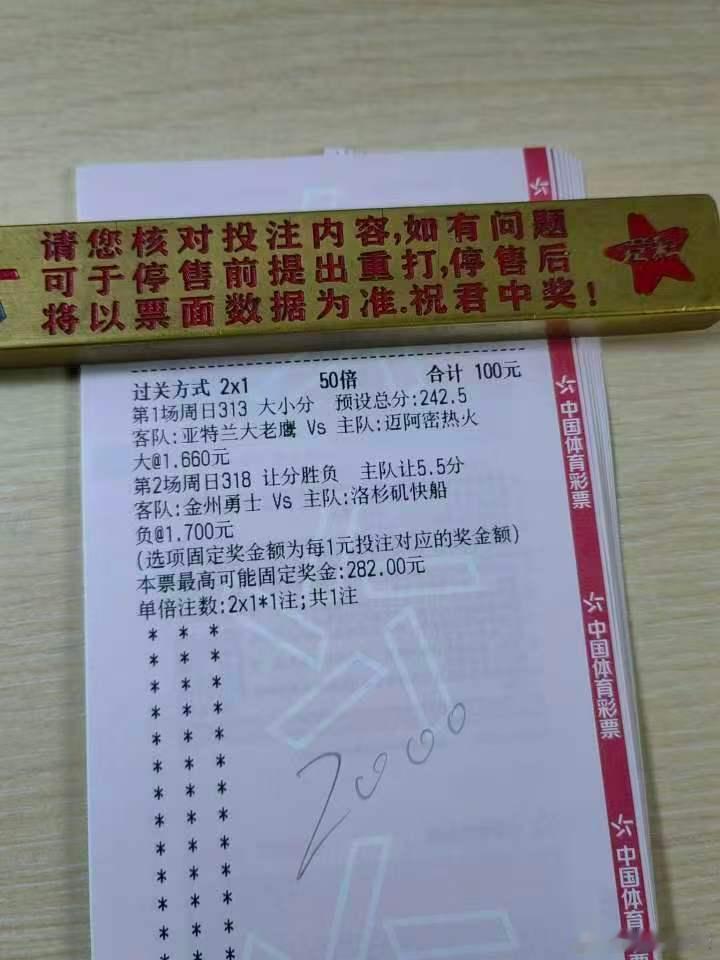 请您核对投注内容,如有问题
可于停售前提出重打,停售后
将以票面数据为准.祝君中奖!
过关方式 2x1 50倍 合计 100元
第1场周日313 大小分 预设总分:242.5
客队:亚特兰大老鹰 Vs 主队:迈阿密热火
大@1.660元
第2场周日318 让分胜负 主队让5.5分
客队:金州勇士 Vs 主队:洛杉矶快船
负@1.700元
(选项固定奖金额为每1元投注对应的奖金额)
本票最高可能固定奖金:282.00元
单倍注数:2x1*1注;共1注
* * *
* * *
* * *
* * *
* * *
* * *
* * *
* * *
* * *
* * *
* * *
* * *
* * *
2000
中国体育彩票
中国体育彩票
中国体育彩票